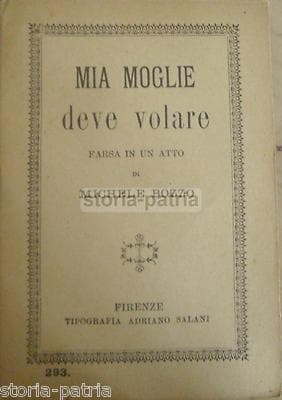 MIA MOGLIE
deve volare
FARSA IN UN ATTO
DI
MICHELE BOZZO
storia-patria
FIRENZE
TIPOGRAFIA ADRIANO SALANI
293.
storia-patria